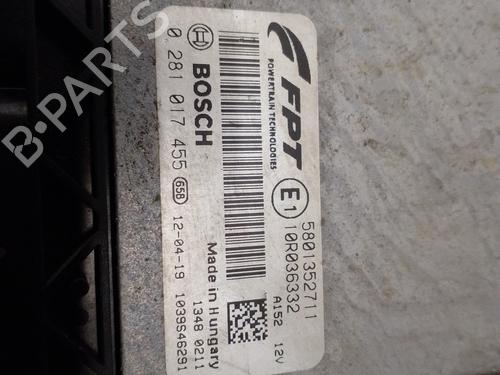 FPT
POWERTRAIN TECHNOLOGIES
E1
5801352711
10R036332
A152 12V
BOSCH
0 281 017 455
658
12-04-19
1039S46291
Made in Hungary
1348 0211
B-PARTS